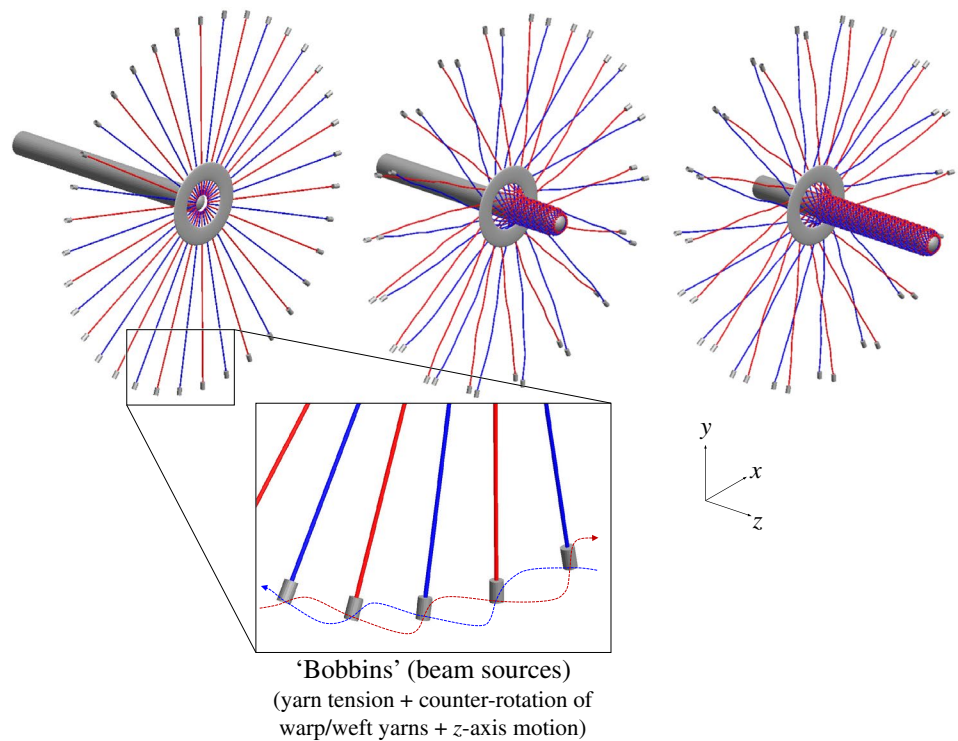 y
x
z
‘Bobbins’ (beam sources)
(yarn tension + counter-rotation of
warp/weft yarns + z-axis motion)